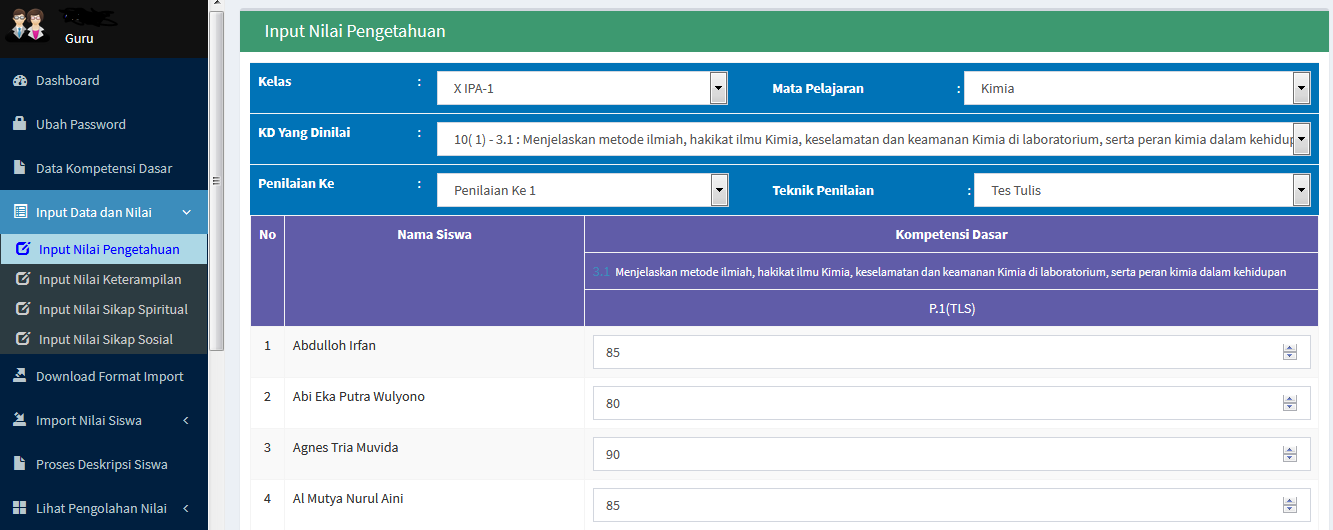 Guru
Dashboard
Ubah Password
Data Kompetensi Dasar
Input Data dan Nilai
Input Nilai Pengetahuan
Input Nilai Keterampilan
Input Nilai Sikap Spiritual
Input Nilai Sikap Sosial
Download Format Import
Import Nilai Siswa
Proses Deskripsi Siswa
Lihat Pengolahan Nilai
Input Nilai Pengetahuan
Kelas : X IPA-1 Mata Pelajaran : Kimia
KD Yang Dinilai : 10( 1) - 3.1 : Menjelaskan metode ilmiah, hakikat ilmu Kimia, keselamatan dan keamanan Kimia di laboratorium, serta peran kimia dalam
Penilaian Ke : Penilaian Ke 1 Teknik Penilaian : Tes Tulis
No Nama Siswa Kompetensi Dasar
3.1 Menjelaskan metode ilmiah, hakikat ilmu Kimia, keselamatan dan keamanan Kimia di laboratorium, serta peran kimia dalam kehidupan
P.1(TLS)
1 Abdulloh Irfan 85
2 Abi Eka Putra Wulyono 80
3 Agnes Tria Muvida 90
4 Al Mutya Nurul Aini 85